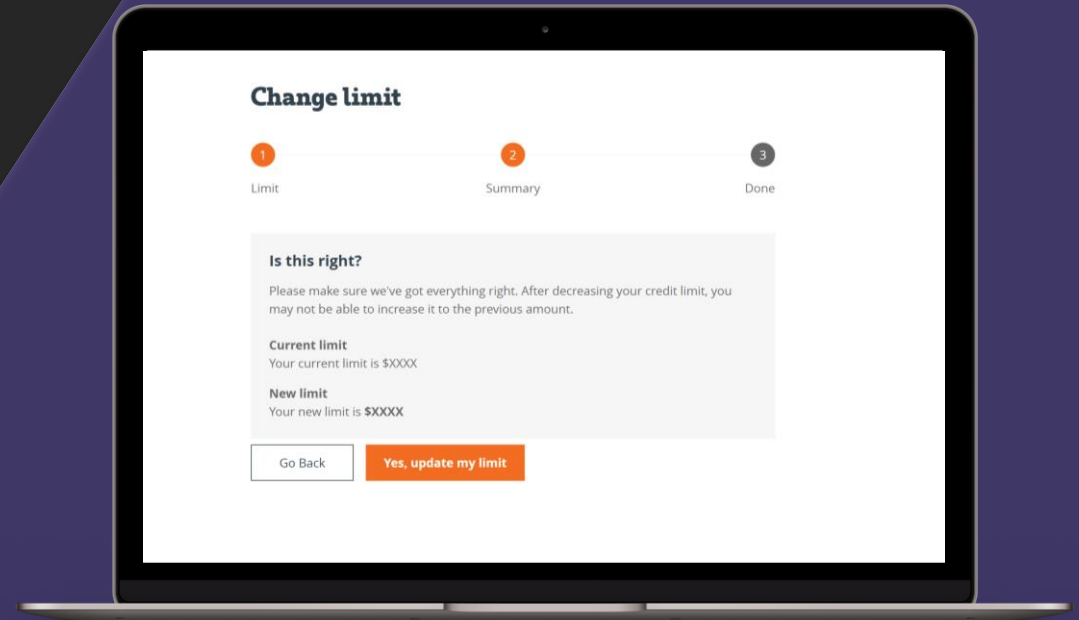 Change limit
1
2
3
Limit
Summary
Done
Is this right?
Please make sure we've got everything right. After decreasing your credit limit, you
may not be able to increase it to the previous amount.
Current limit
Your current limit is $XXXX
New limit
Your new limit is $XXXX
Go Back
Yes, update my limit